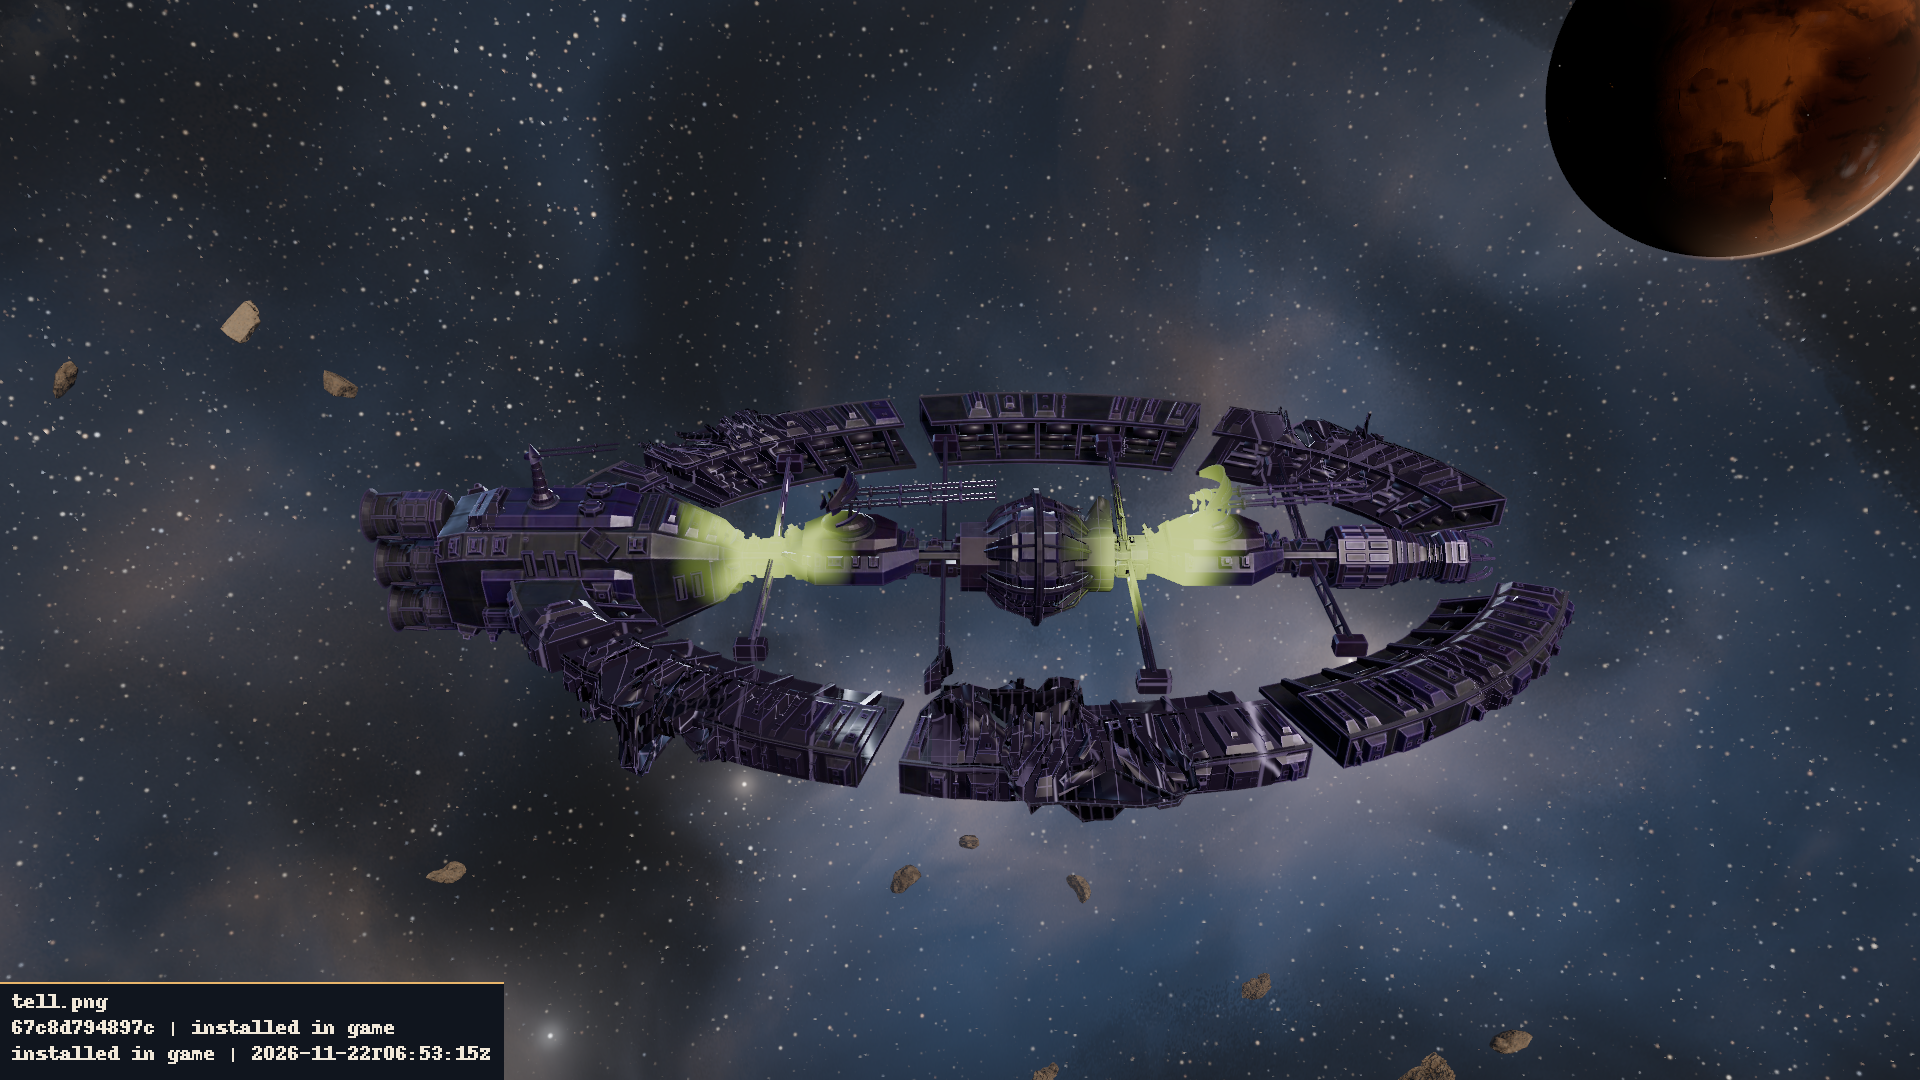 tell.png
67c8d794897c | installed in game
installed in game | 2026-11-22T06:53:15Z